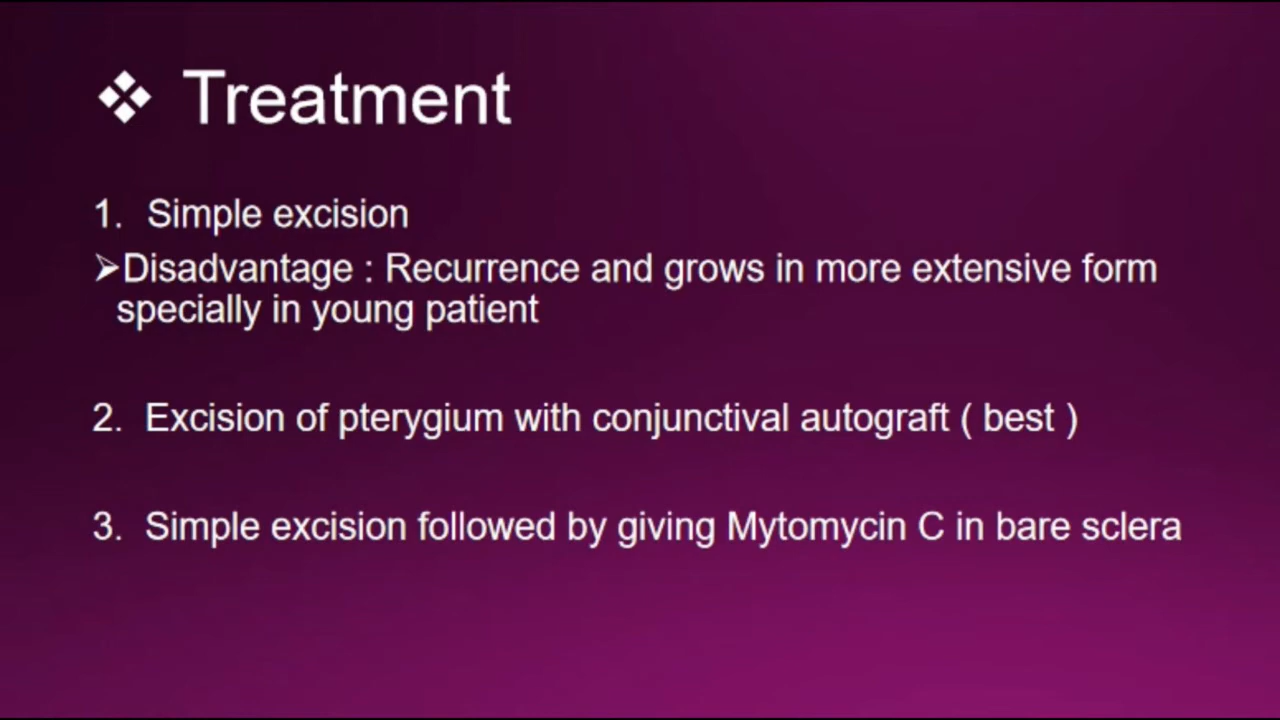 ❖ Treatment
1. Simple excision
➢Disadvantage : Recurrence and grows in more extensive form
specially in young patient
2. Excision of pterygium with conjunctival autograft ( best )
3. Simple excision followed by giving Mytomycin C in bare sclera